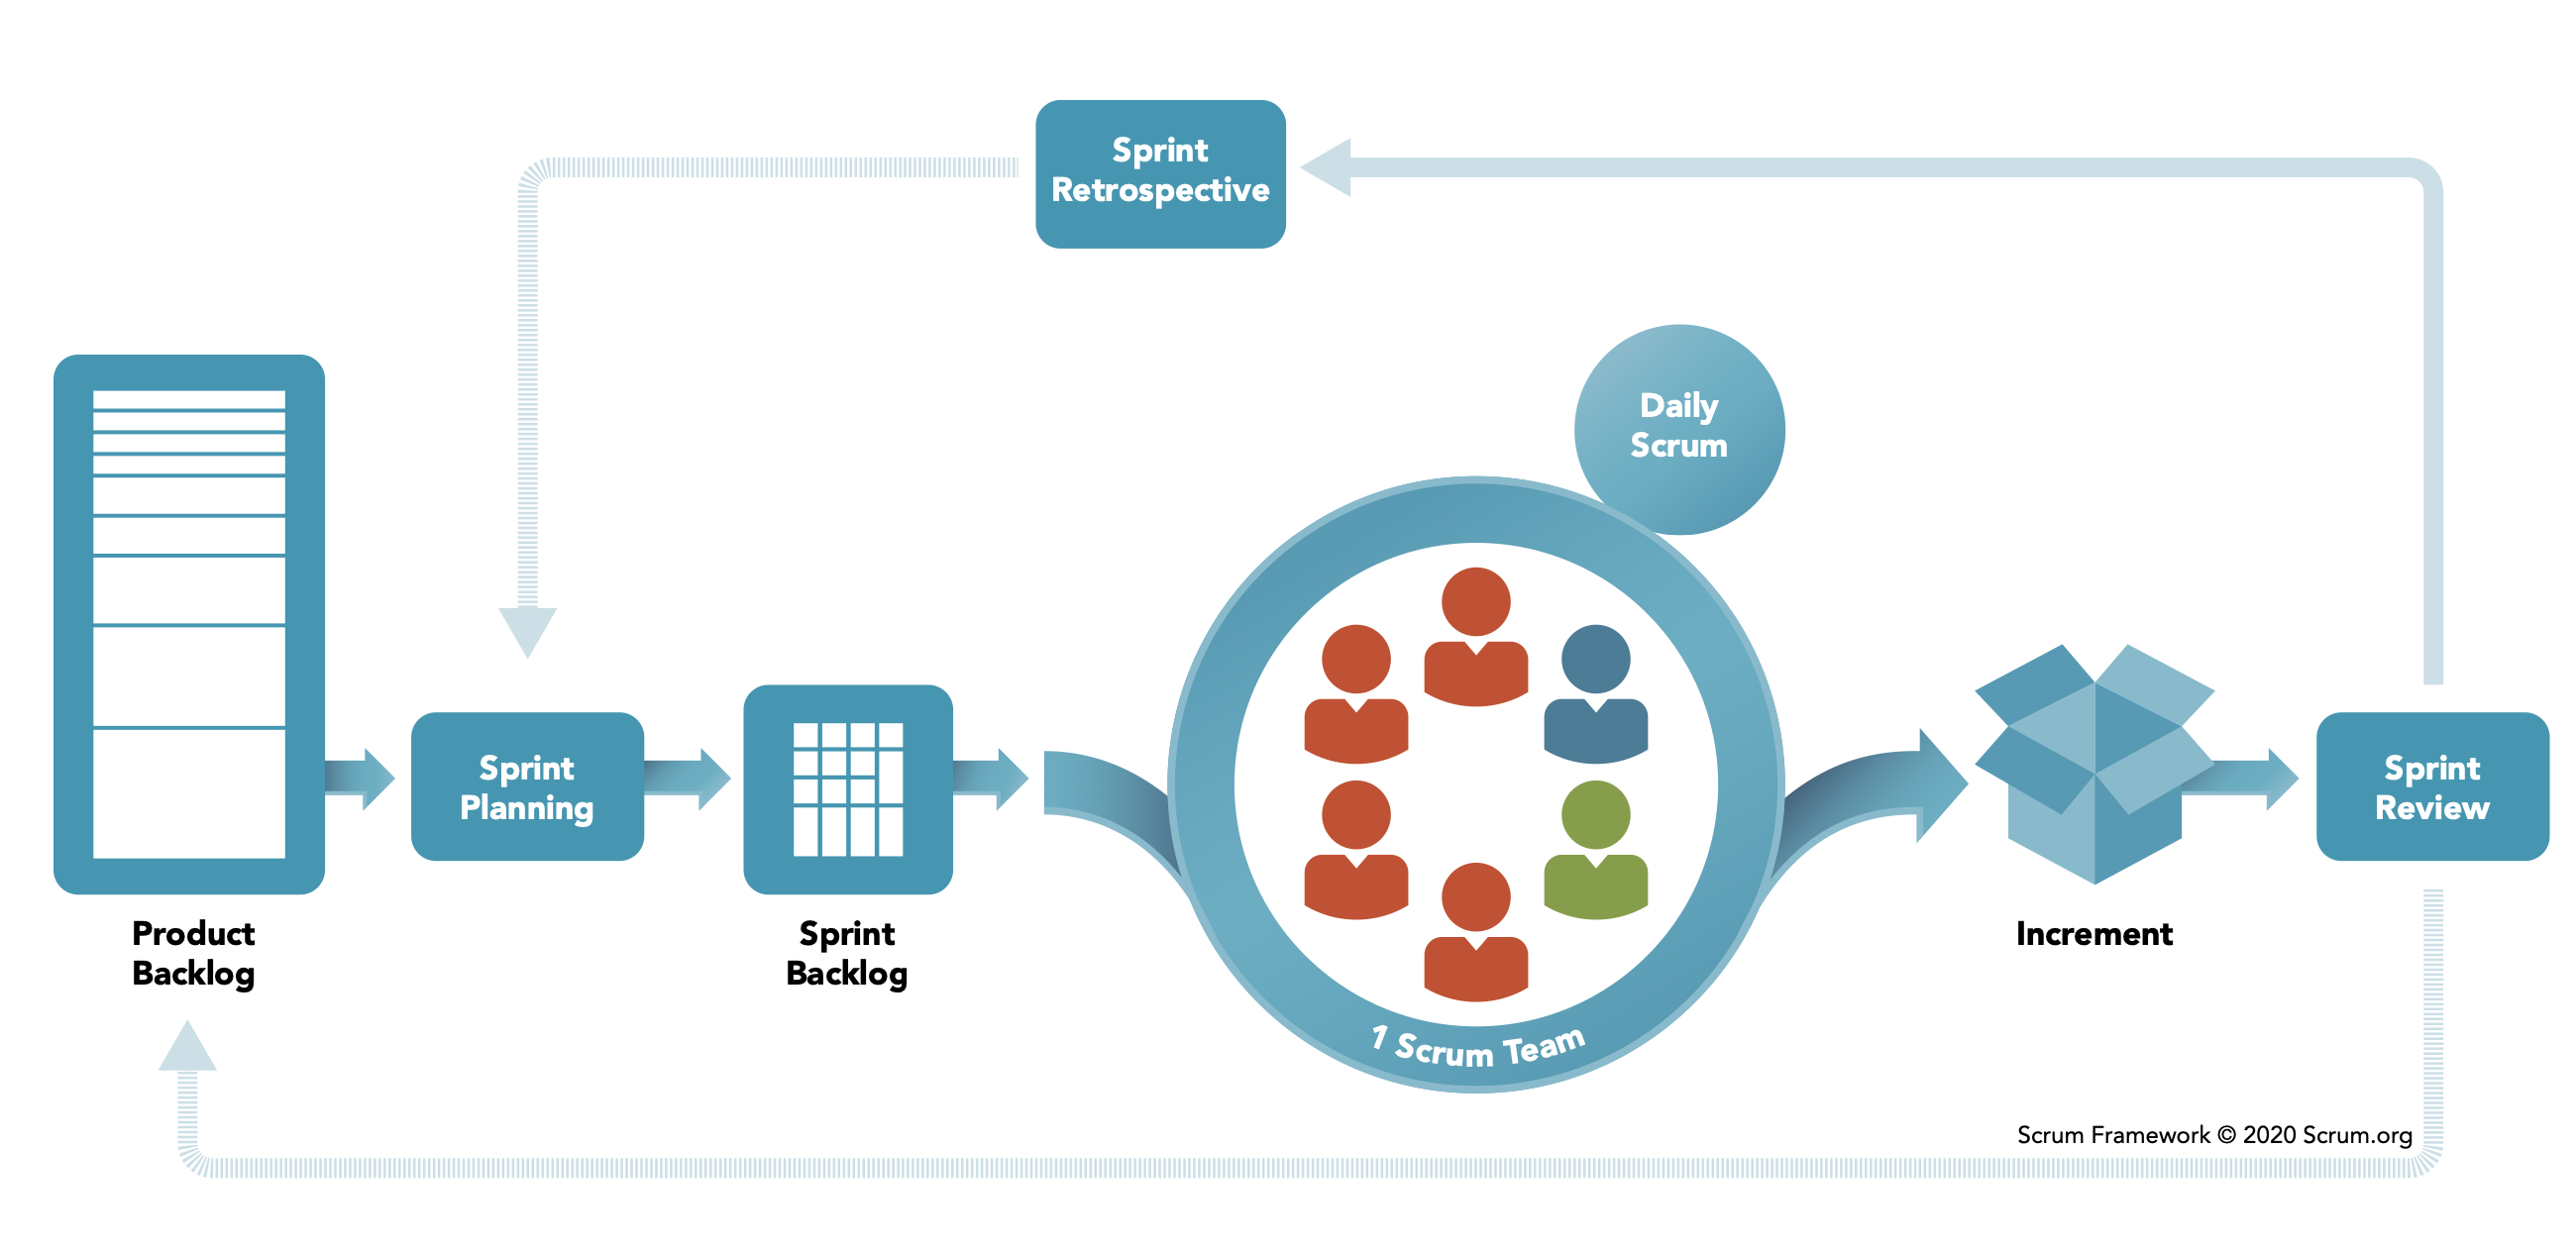 Sprint
Retrospective
Daily
Scrum
Sprint
Planning
Sprint
Review
Product
Backlog
Sprint
Backlog
Increment
1 Scrum Team
Scrum Framework © 2020 Scrum.org